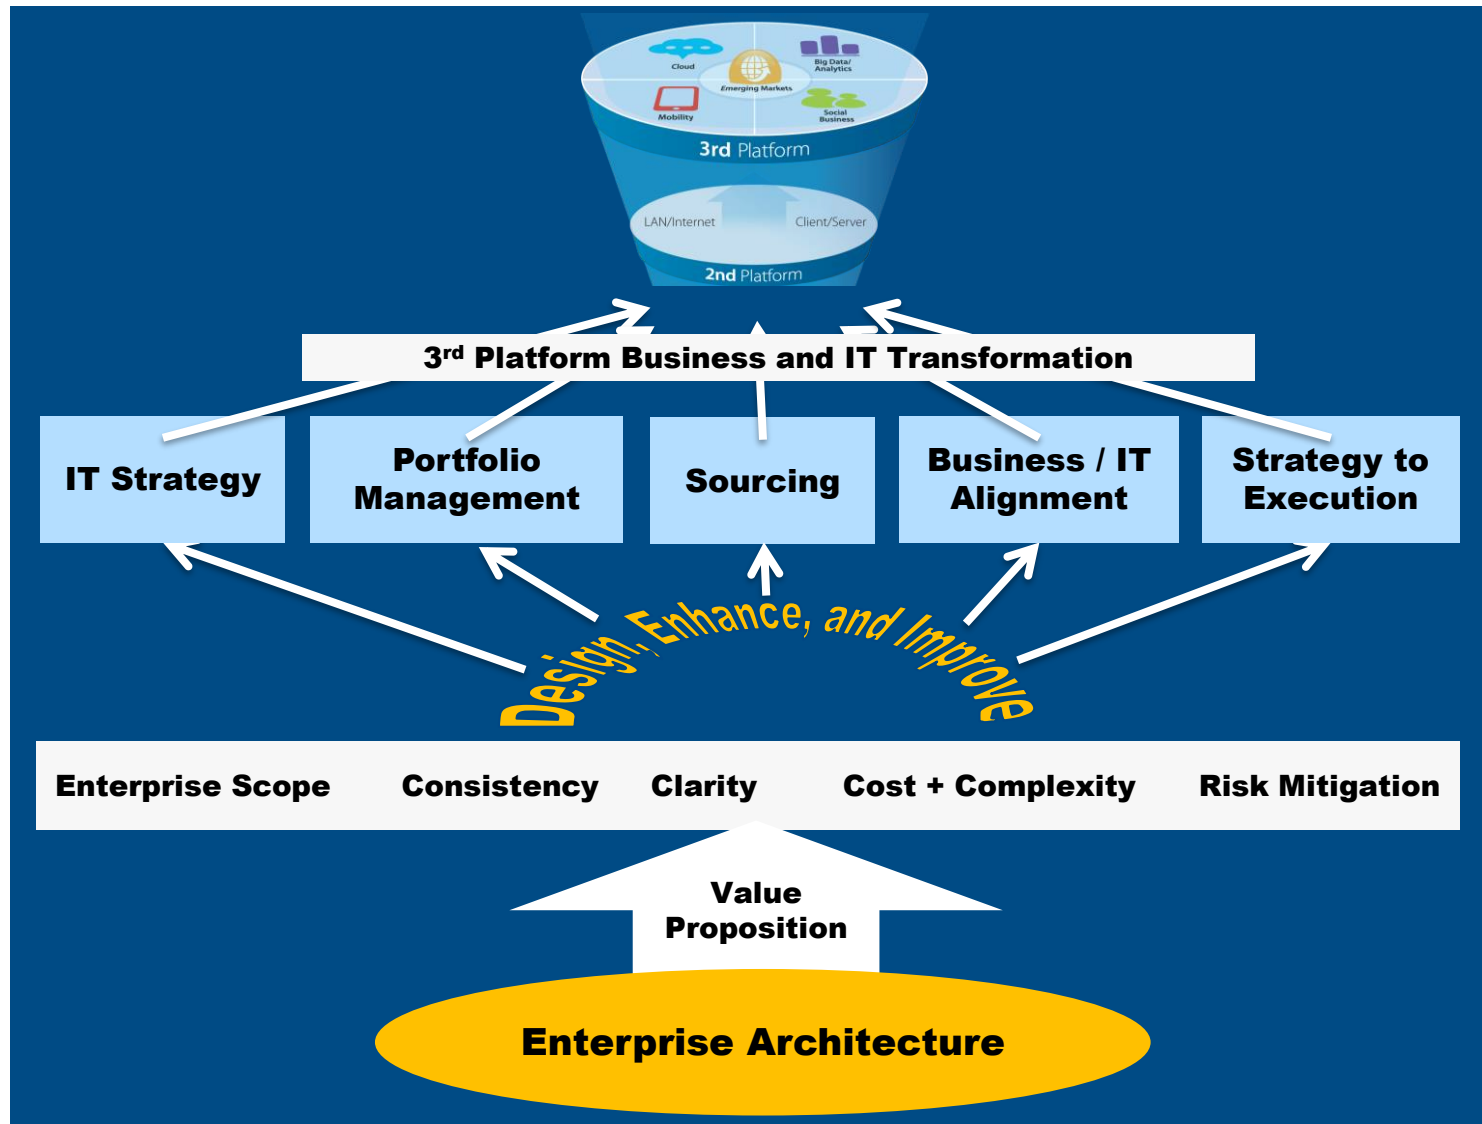 Cloud
Big Data/
Analytics
Emerging Markets
Mobility
Social
Business
3rd Platform
LAN/Internet
Client/Server
2nd Platform
3rd Platform Business and IT Transformation
IT Strategy
Portfolio
Management
Sourcing
Business / IT
Alignment
Strategy to
Execution
Design, Enhance, and Improve
Enterprise Scope
Consistency
Clarity
Cost + Complexity
Risk Mitigation
Value
Proposition
Enterprise Architecture